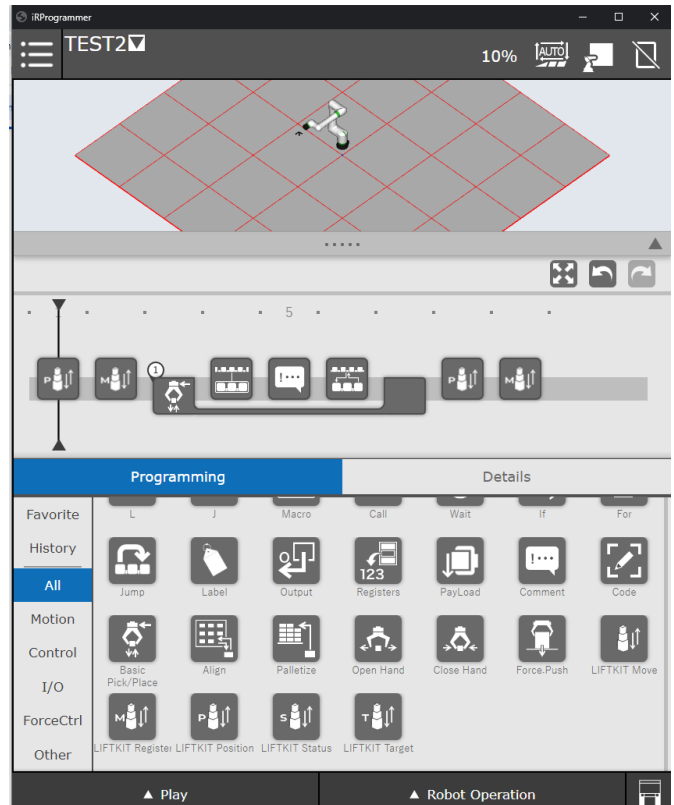 iRProgrammer
TEST2
10%
AUTO
5
P
M
1
P
M
Programming
Details
Favorite
L
J
Macro
Call
Wait
If
For
History
All
123
Jump
Label
Output
Registers
PayLoad
Comment
Code
Motion
Control
Basic
Pick/Place
Align
Palletize
Open Hand
Close Hand
Force.Push
LIFTKIT Move
I/O
ForceCtrl
M
P
S
T
Other
LIFTKIT Register
LIFTKIT Position
LIFTKIT Status
LIFTKIT Target
▲ Play
▲ Robot Operation